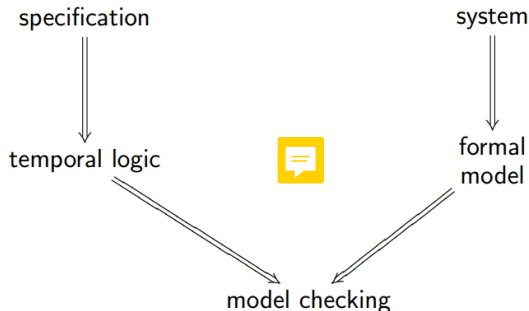 specification
system
temporal logic
formal
model
model checking